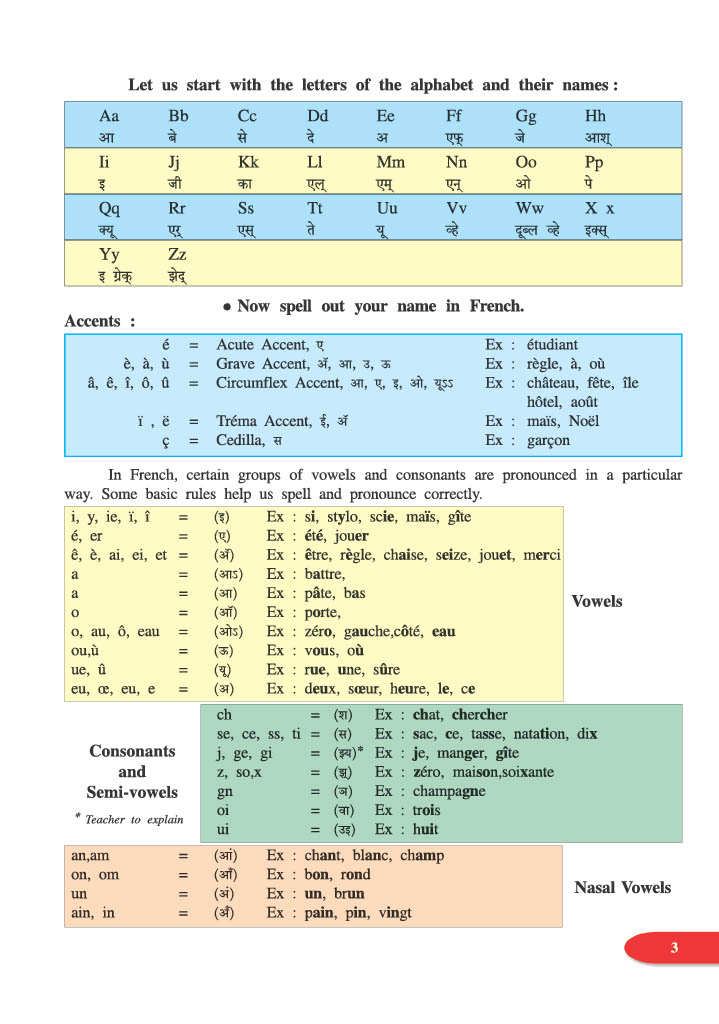 Let us start with the letters of the alphabet and their names :
Aa Bb Cc Dd Ee Ff Gg Hh
आ बे से दे अ एफ् जे आश्
Ii Jj Kk Ll Mm Nn Oo Pp
इ जी का एल् एम् एन् ओ पे
Qq Rr Ss Tt Uu Vv Ww X x
क्यू एर् एस् ते यू व्हे दूब्ल व्हे इक्स्
Yy Zz
इ ग्रेक् झेद्
• Now spell out your name in French.
Accents :
é = Acute Accent, ए Ex : étudiant
è, à, ù = Grave Accent, ॲ, आ, उ, ऊ Ex : règle, à, où
â, ê, î, ô, û = Circumflex Accent, आ, ए, इ, ओ, यूऽऽ Ex : château, fête, île
hôtel, août
ï , ë = Tréma Accent, ई, ॲ Ex : maïs, Noël
ç = Cedilla, स Ex : garçon
In French, certain groups of vowels and consonants are pronounced in a particular
way. Some basic rules help us spell and pronounce correctly.
i, y, ie, ï, î = (इ) Ex : si, stylo, scie, maïs, gîte
é, er = (ए) Ex : été, jouer
ê, è, ai, ei, et = (ॲ) Ex : être, règle, chaise, seize, jouet, merci
a = (आऽ) Ex : battre,
a = (आ) Ex : pâte, bas
o = (ऑ) Ex : porte,
o, au, ô, eau = (ओऽ) Ex : zéro, gauche,côté, eau
ou,ù = (ऊ) Ex : vous, où
ue, û = (यू) Ex : rue, une, sûre
eu, œ, eu, e = (अ) Ex : deux, sœur, heure, le, ce
Vowels
ch = (श) Ex : chat, chercher
se, ce, ss, ti = (स) Ex : sac, ce, tasse, natation, dix
j, ge, gi = (झ्य)* Ex : je, manger, gîte
z, so,x = (झ्) Ex : zéro, maison,soixante
gn = (ञ) Ex : champagne
oi = (वा) Ex : trois
ui = (उइ) Ex : huit
Consonants
and
Semi-vowels
* Teacher to explain
an,am = (आं) Ex : chant, blanc, champ
on, om = (ऑं) Ex : bon, rond
un = (अं) Ex : un, brun
ain, in = (ॲं) Ex : pain, pin, vingt
Nasal Vowels
3